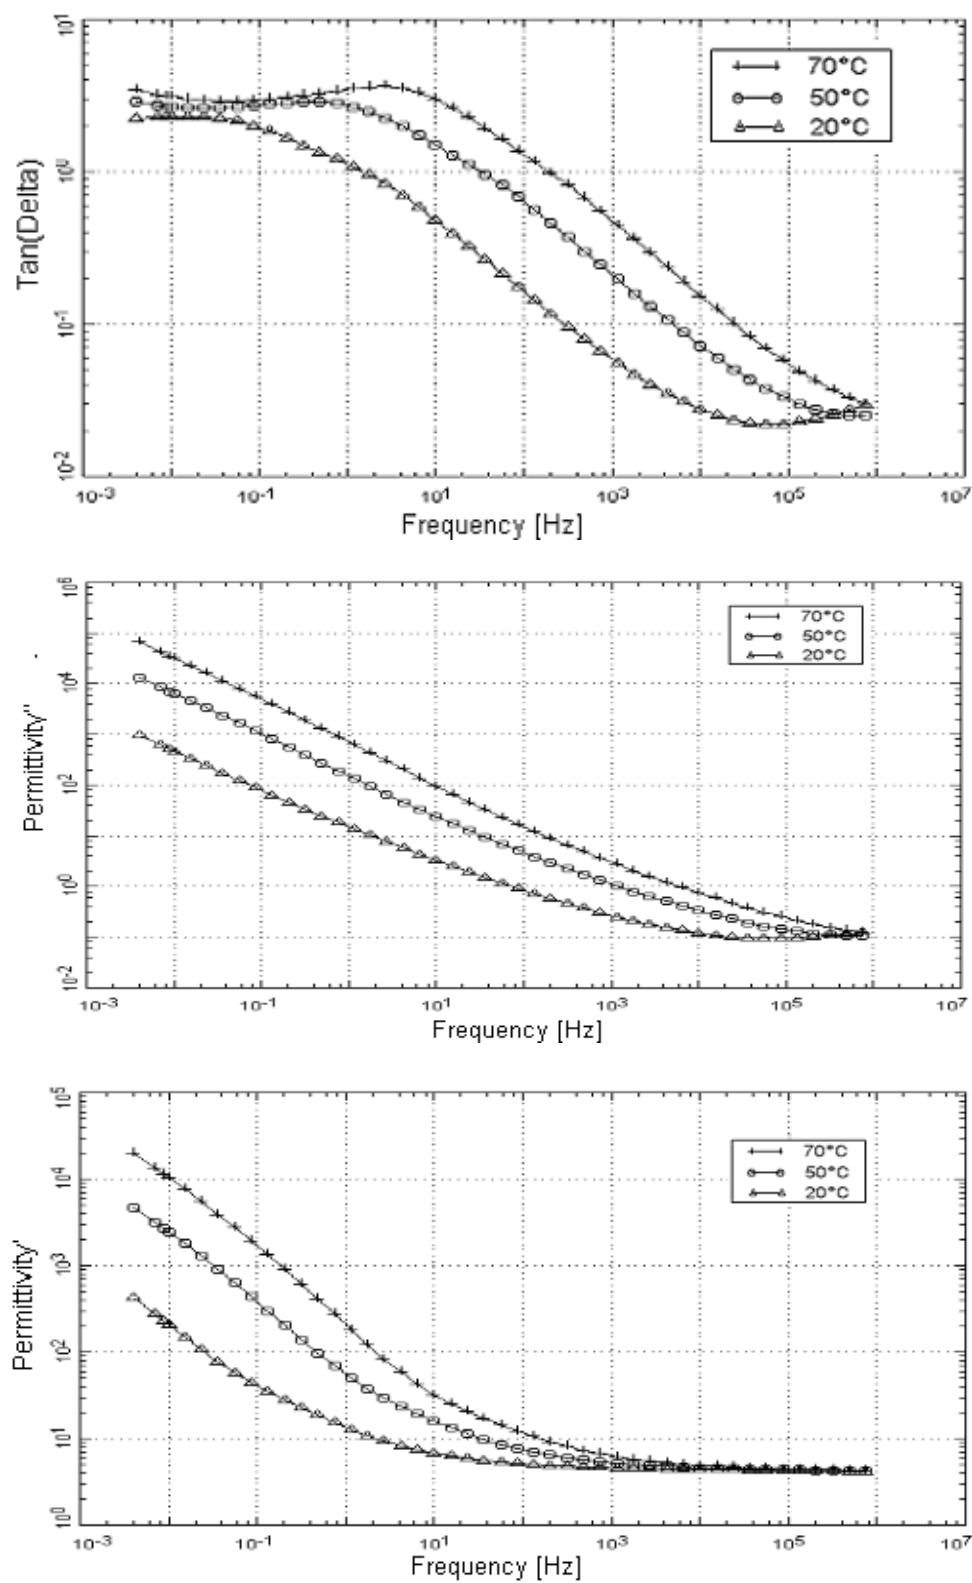 10¹
70°C
50°C
20°C
10⁰
Tan(Delta)
10⁻¹
10⁻²
10⁻³ 10⁻¹ 10¹ 10³ 10⁵ 10⁷
Frequency [Hz]
10⁶
70°C
50°C
20°C
10⁴
Permittivity''
10²
10⁰
10⁻²
10⁻³ 10⁻¹ 10¹ 10³ 10⁵ 10⁷
Frequency [Hz]
10⁵
70°C
50°C
20°C
10⁴
10³
Permittivity'
10²
10¹
10⁰
10⁻³ 10⁻¹ 10¹ 10³ 10⁵ 10⁷
Frequency [Hz]